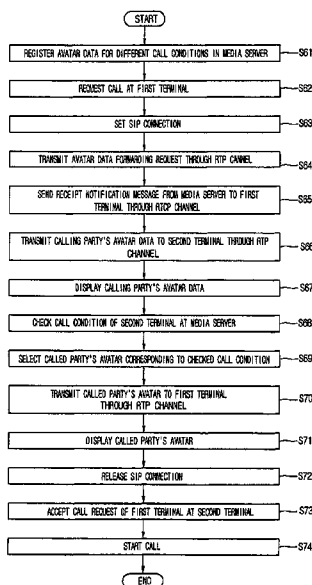 START
REGISTER AVATAR DATA FOR DIFFERENT CALL CONDITIONS IN MEDIA SERVER
S61
REQUEST CALL AT FIRST TERMINAL
S62
SET SIP CONNECTION
S63
TRANSMIT AVATAR DATA FORWARDING REQUEST THROUGH RTP CANNEL
S64
SEND RECEIPT NOTIFICATION MESSAGE FROM MEDIA SERVER TO FIRST
TERMINAL THROUGH RTCP CHANNEL
S65
TRANSMIT CALLING PARTY'S AVATAR DATA TO SECOND TERMINAL THROUGH RTP
CHANNEL
S66
DISPLAY CALLING PARTY'S AVATAR DATA
S67
CHECK CALL CONDITION OF SECOND TERMINAL AT MEDIA SERVER
S68
SELECT CALLED PARTY'S AVATAR CORRESPONDING TO CHECKED CALL CONDITION
S69
TRANSMIT CALLED PARTY'S AVATAR TO FIRST TERMINAL
THROUGH RTP CHANNEL
S70
DISPLAY CALLED PARTY'S AVATAR
S71
RELEASE SIP CONNECTION
S72
ACCEPT CALL REQUEST OF FIRST TERMINAL AT SECOND TERMINAL
S73
START CALL
S74
END